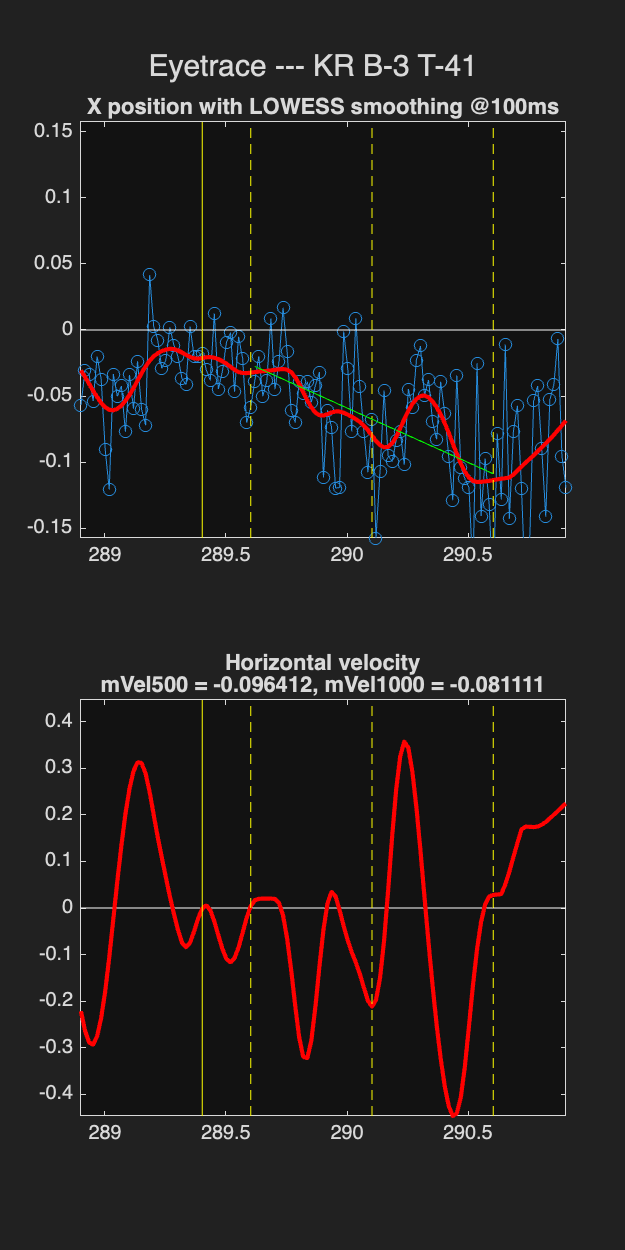 Eyetrace --- KR B-3 T-41
X position with LOWESS smoothing @100ms
0.15
0.1
0.05
0
-0.05
-0.1
-0.15
289 289.5 290 290.5
Horizontal velocity
mVel500 = -0.096412, mVel1000 = -0.081111
0.4
0.3
0.2
0.1
0
-0.1
-0.2
-0.3
-0.4
289 289.5 290 290.5